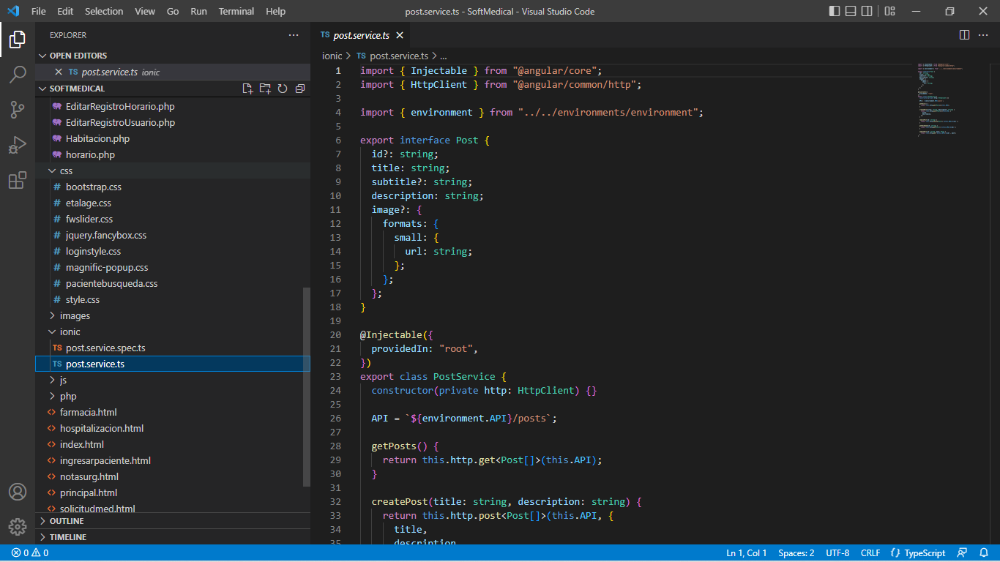 File Edit Selection View Go Run Terminal Help
post.service.ts - SoftMedical - Visual Studio Code
EXPLORER
OPEN EDITORS
TS post.service.ts ionic
SOFTMEDICAL
EditarRegistroHorario.php
EditarRegistroUsuario.php
Habitacion.php
horario.php
css
# bootstrap.css
# etalage.css
# fwslider.css
# jquery.fancybox.css
# loginstyle.css
# magnific-popup.css
# pacientebusqueda.css
# style.css
images
ionic
TS post.service.spec.ts
TS post.service.ts
js
php
<> farmacia.html
<> hospitalizacion.html
<> index.html
<> ingresarpaciente.html
<> notasurg.html
<> principal.html
<> solicitudmed.html
OUTLINE
TIMELINE
TS post.service.ts
ionic > TS post.service.ts > ...
1 import { Injectable } from "@angular/core";
2 import { HttpClient } from "@angular/common/http";
3
4 import { environment } from "../../environments/environment";
5
6 export interface Post {
7 id?: string;
8 title: string;
9 subtitle?: string;
10 description: string;
11 image?: {
12 formats: {
13 small: {
14 url: string;
15 };
16 };
17 };
18 }
19
20 @Injectable({
21 providedIn: "root",
22 })
23 export class PostService {
24 constructor(private http: HttpClient) {}
25
26 API = `${environment.API}/posts`;
27
28 getPosts() {
29 return this.http.get<Post[]>(this.API);
30 }
31
32 createPost(title: string, description: string) {
33 return this.http.post<Post[]>(this.API, {
34 title,
35 description
0 0
Ln 1, Col 1 Spaces: 2 UTF-8 CRLF {} TypeScript